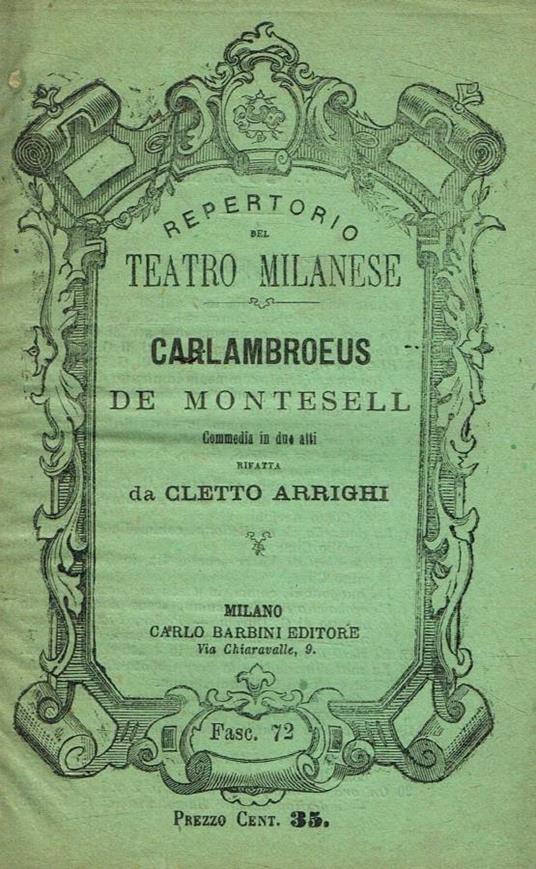 REPERTORIO
DEL
TEATRO MILANESE
CARLAMBROEUS
DE MONTESELL
Commedia in due atti
RIFATTA
da CLETTO ARRIGHI
MILANO
CARLO BARBINI EDITORE
Via Chiaravalle, 9.
Fasc. 72
PREZZO CENT. 35.